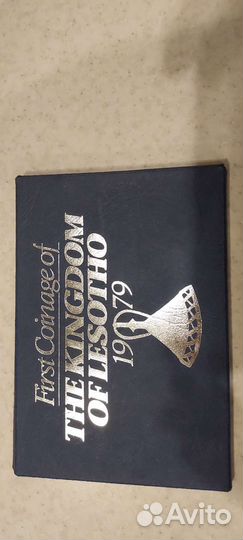 First Coinage of
THE KINGDOM
OF LESOTHO
1979
Avito